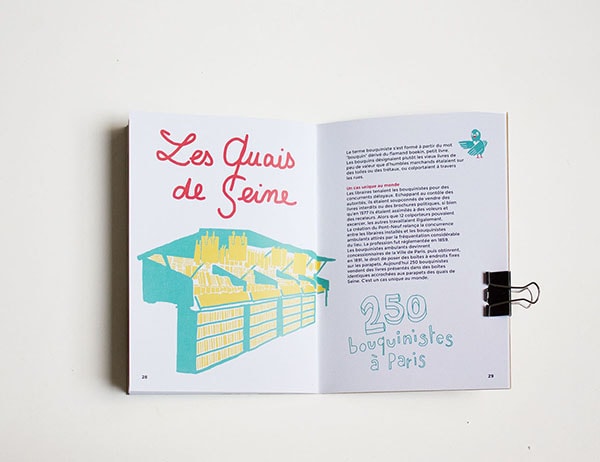 Les Quais
de Seine
28
Le terme bouquiniste s'est formé à partir du mot
"bouquin" dérivé du flamand boekin, petit livre.
Les bouquins désignaient plutôt les vieux livres de
peu de valeur que d'humbles marchands étalaient sur
des toiles ou des tréteaux, ou colportaient à travers
les rues.
Un cas unique au monde
Les libraires tenaient les bouquinistes pour des
concurrents déloyaux. Echappant au contrôle des
autorités, ils étaient soupçonnés de vendre des
livres interdits ou des brochures politiques, si bien
qu'en 1577 ils étaient assimilés à des voleurs et
des receleurs. Alors que 12 colporteurs pouvaient
excercer, les autres travaillaient illégalement.
La création du Pont-Neuf relança la concurrence
entre les libraires installés et les bouquinistes
ambulants attirés par la fréquentation considérable
du lieu. La profession fut réglementée en 1859.
Les bouquinistes ambulants devinrent
concessionnaires de la Ville de Paris, puis obtinrent,
en 1891, le droit de poser des boîtes à endroits fixes
sur les parapets. Aujourd'hui 250 bouquinistes
vendent des livres présentés dans des boîtes
identiques accrochées aux parapets des quais de
Seine. C'est un cas unique au monde.
250
bouquinistes
à Paris
29